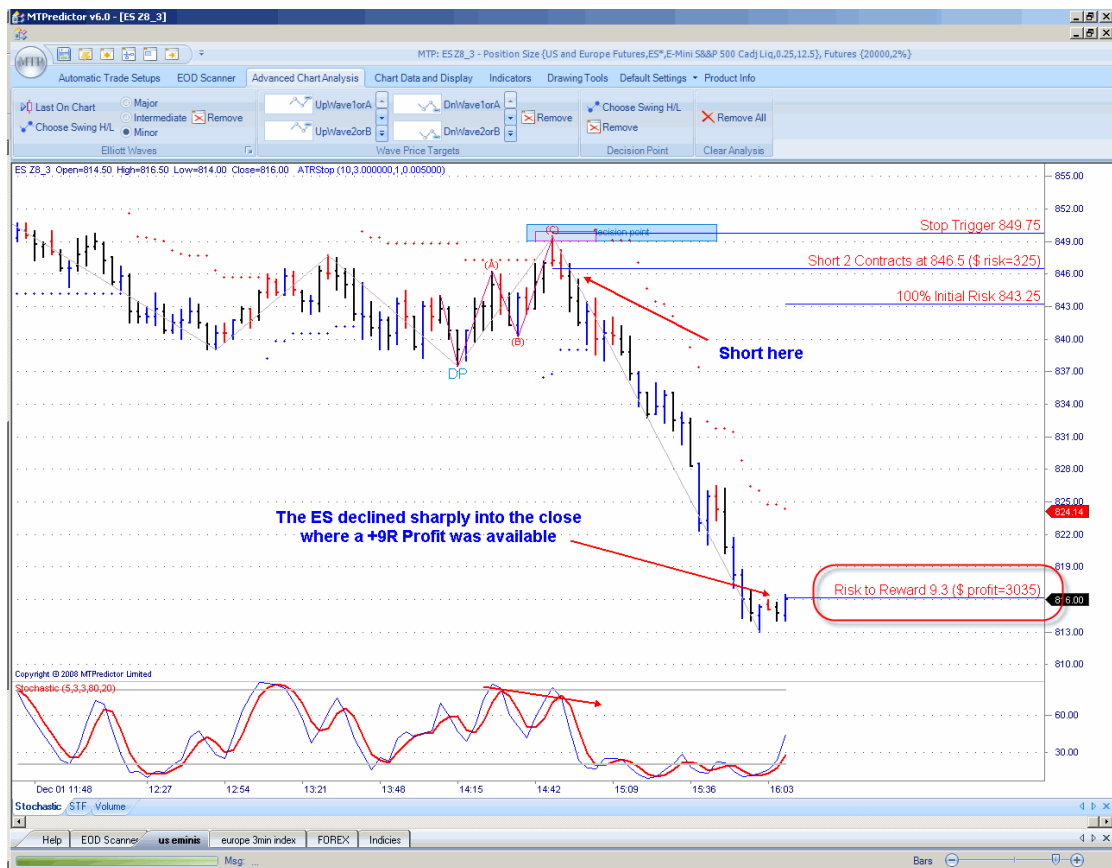 MTPredictor v6.0 - [ES Z8_3]
MTP: ES Z8_3 - Position Size {US and Europe Futures,ES*,E-Mini S&&P 500 Cadj Liq,0.25,12.5}, Futures {20000,2%}
MTP
Automatic Trade Setups EOD Scanner Advanced Chart Analysis Chart Data and Display Indicators Drawing Tools Default Settings Product Info
Last On Chart Major UpWave1orA DnWave1orA Choose Swing H/L
Choose Swing H/L Intermediate Remove Remove Remove Remove All
Minor UpWave2orB DnWave2orB
Elliott Waves Wave Price Targets Decision Point Clear Analysis
ES Z8_3 Open=814.50 High=816.50 Low=814.00 Close=816.00 ATRStop (10,3.000000,1,0.005000)
855.00
852.00
Stop Trigger 849.75
(C) decision point
849.00
Short 2 Contracts at 846.5 ($ risk=325)
(A)
846.00
100% Initial Risk 843.25
843.00
(B)
840.00
Short here
DP
837.00
834.00
831.00
828.00
825.00
824.14
The ES declined sharply into the close
where a +9R Profit was available
822.00
819.00
Risk to Reward 9.3 ($ profit=3035)
816.00
813.00
810.00
Copyright © 2008 MTPredictor Limited
Stochastic (5,3,3,80,20)
60.00
30.00
Dec 01 11:48 12:27 12:54 13:21 13:48 14:15 14:42 15:09 15:36 16:03
Stochastic STF Volume
Help EOD Scanner us eminis europe 3min index FOREX Indicies
Msg: ... Bars